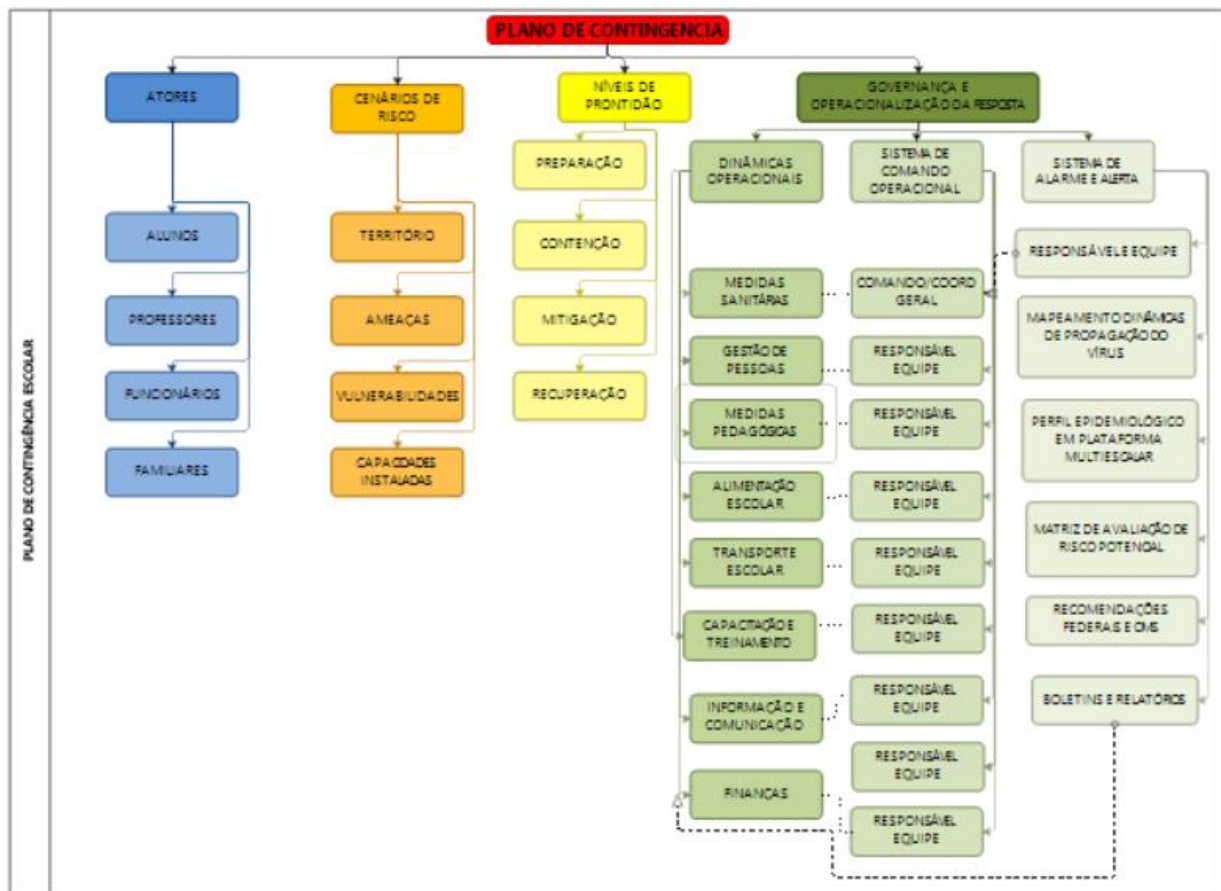 PLANO DE CONTINGÊNCIA ESCOLAR
PLANO DE CONTINGENCIA
ATORES
ALUNOS
PROFESSORES
FUNCIONÁRIOS
FAMILIARES
CENÁRIOS DE
RISCO
TERRITÓRIO
AMEAÇAS
VULNERABILIDADES
CAPACIDADES
INSTALADAS
NÍVEIS DE
PRONTIDÃO
PREPARAÇÃO
CONTENÇÃO
MITIGAÇÃO
RECUPERAÇÃO
GOVERNANÇA E
OPERACIONALIZAÇÃO DA RESPOSTA
DINÂMICAS
OPERACIONAIS
MEDIDAS
SANITÁRIAS
GESTÃO DE
PESSOAS
MEDIDAS
PEDAGÓGICAS
ALIMENTAÇÃO
ESCOLAR
TRANSPORTE
ESCOLAR
CAPACITAÇÃO E
TREINAMENTO
INFORMAÇÃO E
COMUNICAÇÃO
FINANÇAS
SISTEMA DE
COMANDO
OPERACIONAL
COMANDO/COORD
GERAL
RESPONSÁVEL
EQUIPE
RESPONSÁVEL
EQUIPE
RESPONSÁVEL
EQUIPE
RESPONSÁVEL
EQUIPE
RESPONSÁVEL
EQUIPE
RESPONSÁVEL
EQUIPE
RESPONSÁVEL
EQUIPE
RESPONSÁVEL
EQUIPE
SISTEMA DE
ALARME E ALERTA
RESPONSÁVEL E EQUIPE
MAPEAMENTO DINÂMICAS
DE PROPAGAÇÃO DO
VÍRUS
PERFIL EPIDEMIOLÓGICO
EM PLATAFORMA
MULTIESCALAR
MATRIZ DE AVALIAÇÃO DE
RISCO POTENCIAL
RECOMENDAÇÕES
FEDERAIS E OMS
BOLETINS E RELATÓRIOS